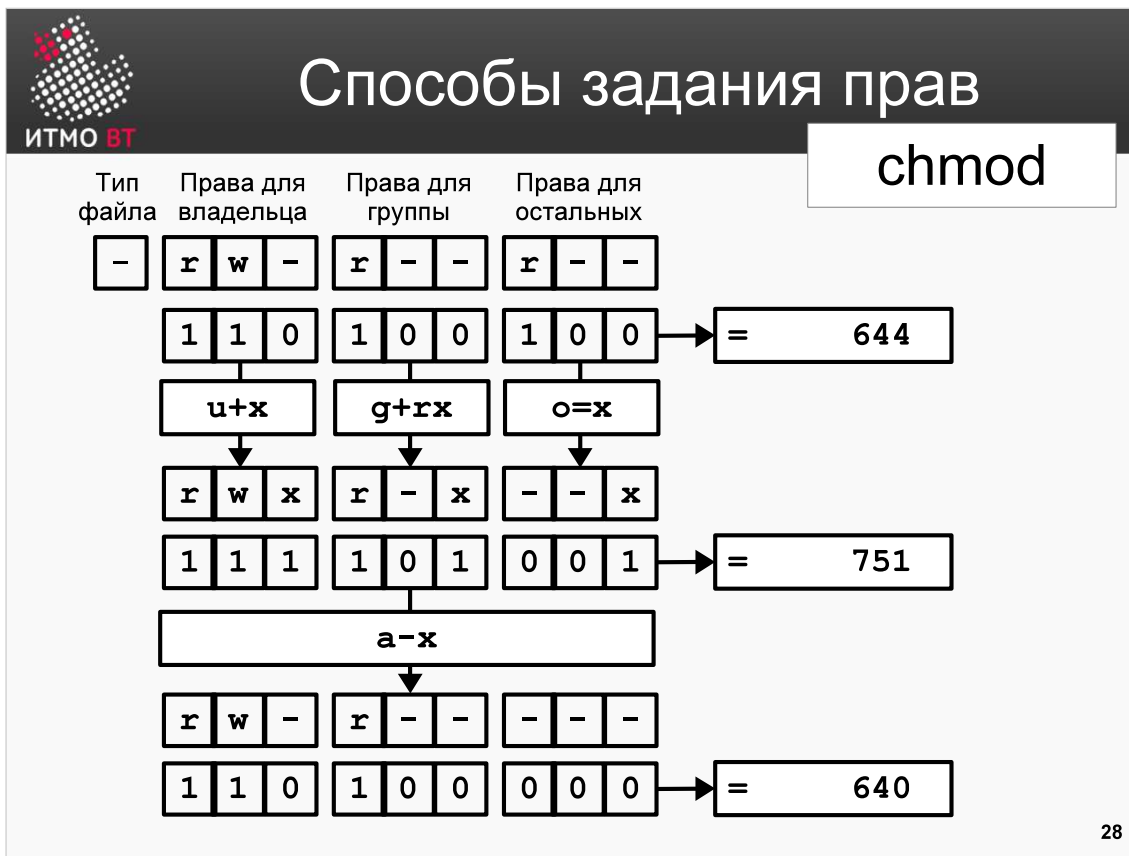 ИТМО ВТ
Способы задания прав
chmod
Тип файла
Права для владельца
Права для группы
Права для остальных
- r w - r - - r - -
1 1 0 1 0 0 1 0 0 = 644
u+x g+rx o=x
r w x r - x - - x
1 1 1 1 0 1 0 0 1 = 751
a-x
r w - r - - - - -
1 1 0 1 0 0 0 0 0 = 640
28